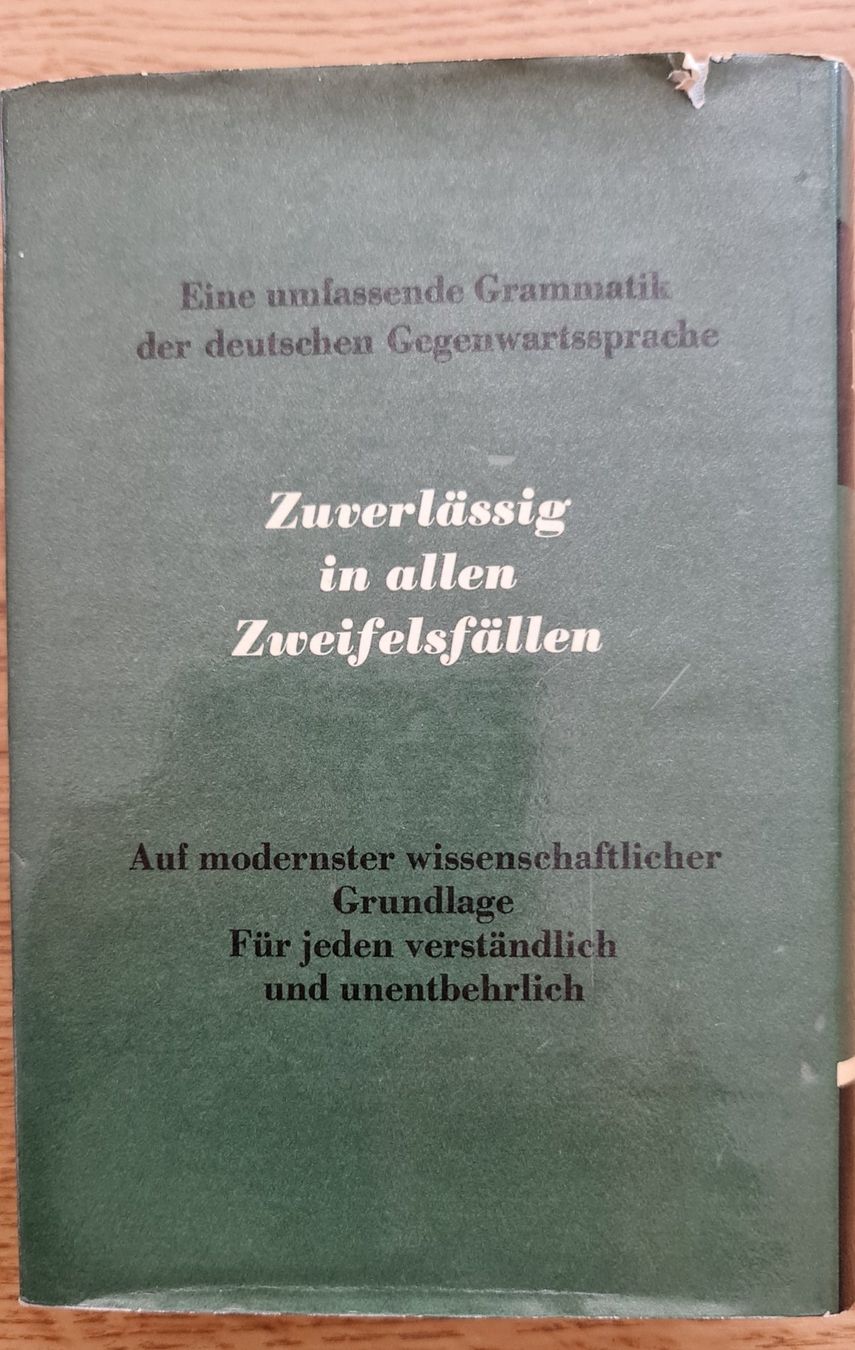 Eine umfassende Grammatik
der deutschen Gegenwartssprache
Zuverlässig
in allen
Zweifelsfällen
Auf modernster wissenschaftlicher
Grundlage
Für jeden verständlich
und unentbehrlich